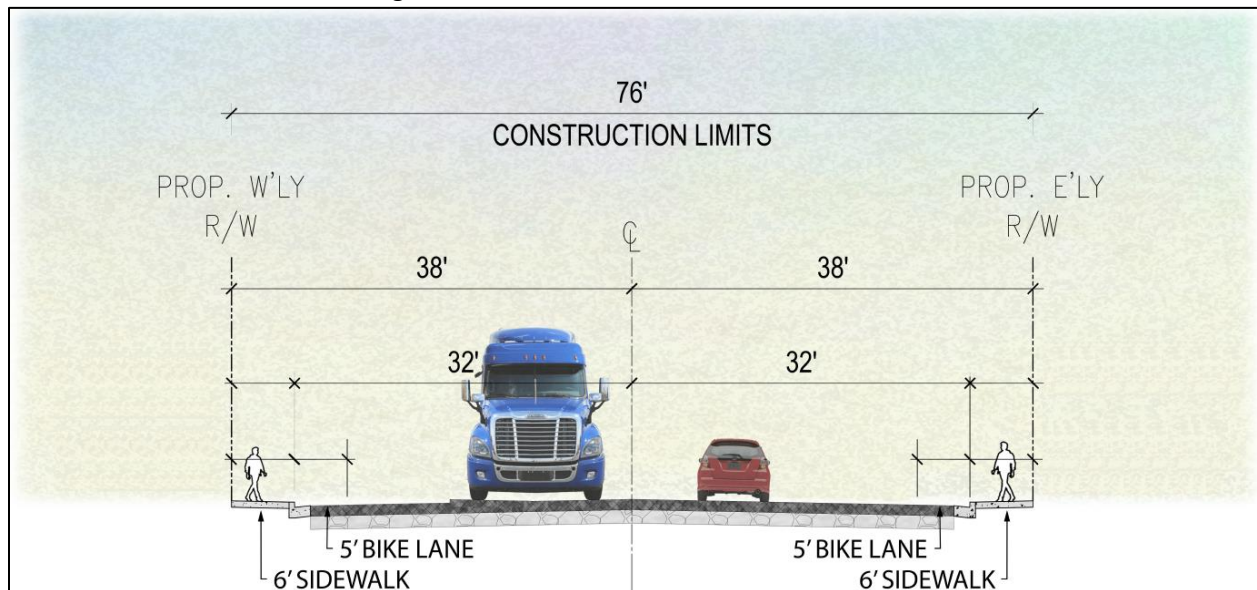 76'
CONSTRUCTION LIMITS
PROP. W'LY
R/W
PROP. E'LY
R/W
℄
38'
38'
32'
32'
5' BIKE LANE
5' BIKE LANE
6' SIDEWALK
6' SIDEWALK